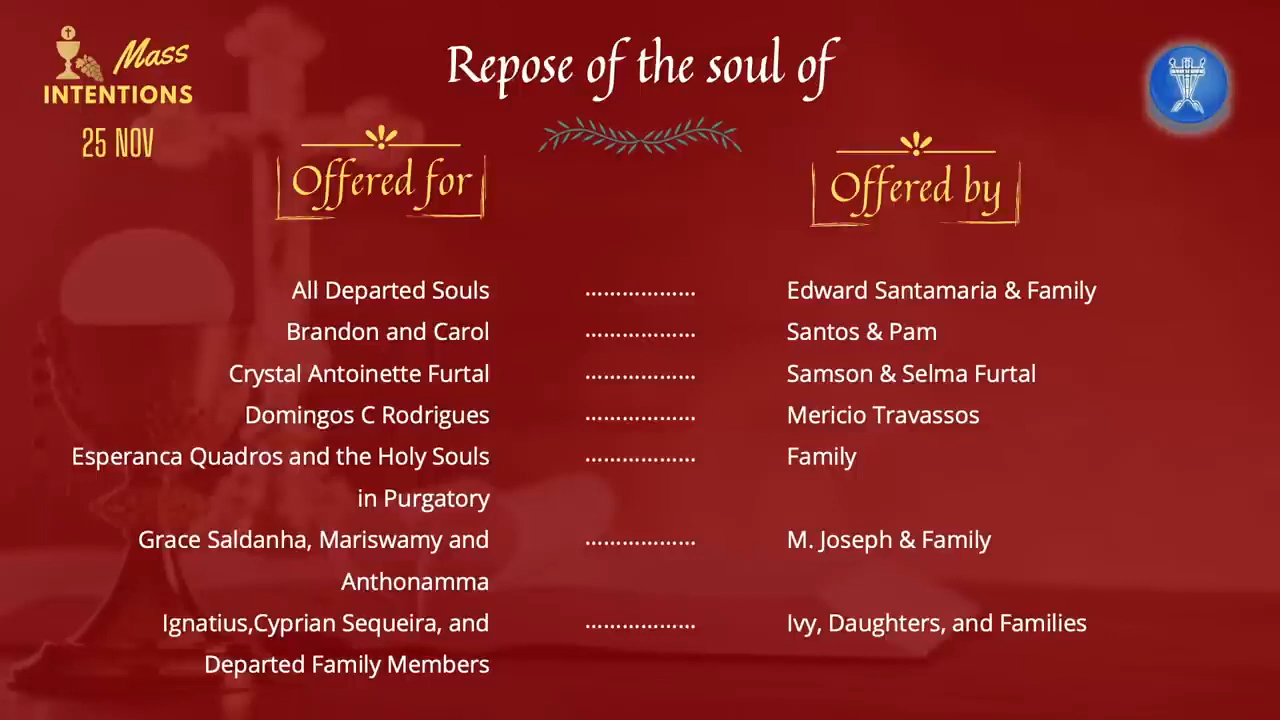 Mass
INTENTIONS
25 NOV
Repose of the soul of
Offered for
Offered by
All Departed Souls .................. Edward Santamaria & Family
Brandon and Carol .................. Santos & Pam
Crystal Antoinette Furtal .................. Samson & Selma Furtal
Domingos C Rodrigues .................. Mericio Travassos
Esperanca Quadros and the Holy Souls .................. Family
in Purgatory
Grace Saldanha, Mariswamy and .................. M. Joseph & Family
Anthonamma
Ignatius,Cyprian Sequeira, and .................. Ivy, Daughters, and Families
Departed Family Members